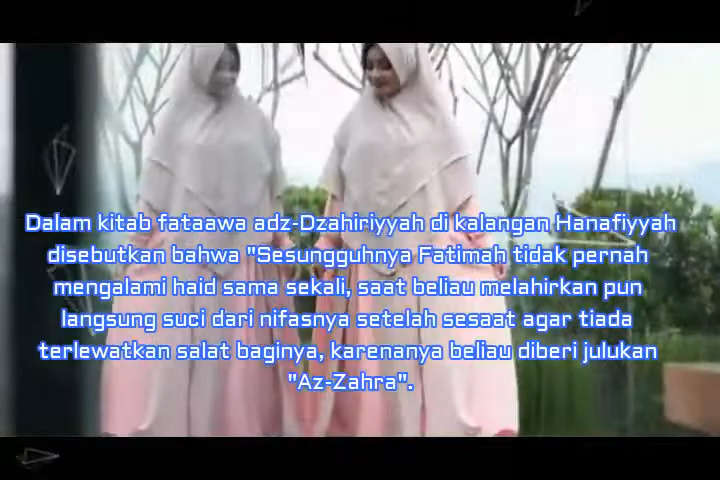 Dalam kitab fataawa adz-Dzahiriyyah di kalangan Hanafiyyah
disebutkan bahwa "Sesungguhnya Fatimah tidak pernah
mengalami haid sama sekali, saat beliau melahirkan pun
langsung suci dari nifasnya setelah sesaat agar tiada
terlewatkan salat baginya, karenanya beliau diberi julukan
"Az-Zahra".